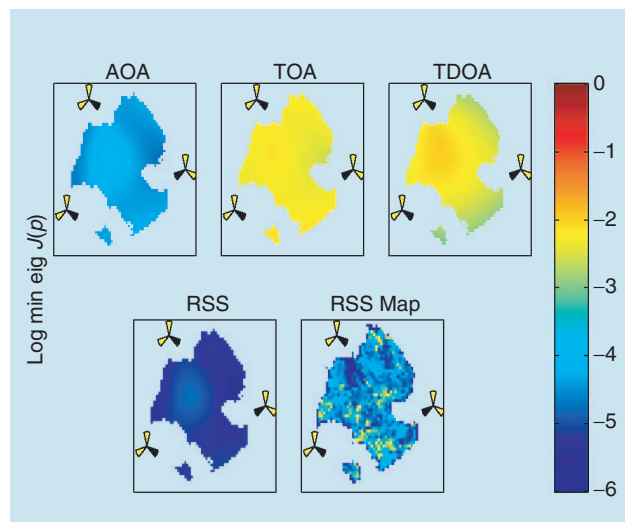 AOA
TOA
TDOA
Log min eig J(p)
RSS
RSS Map
0
–1
–2
–3
–4
–5
–6